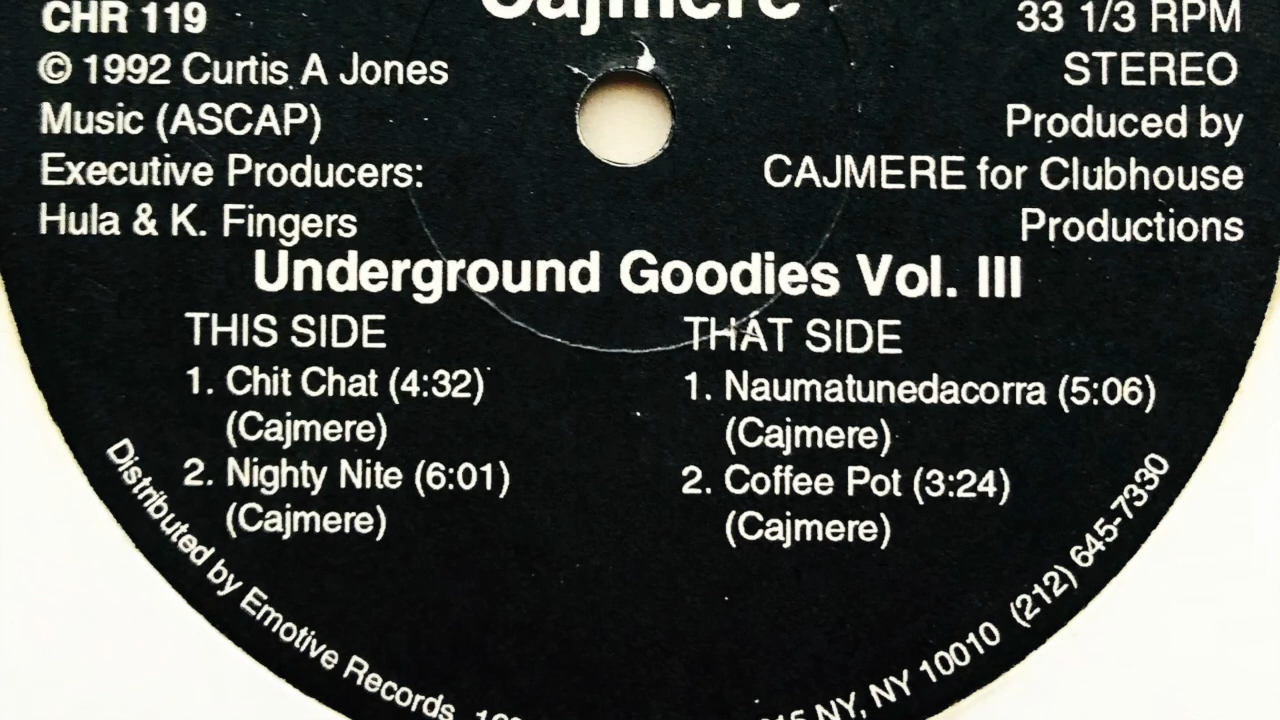 Cajmere
CHR 119
© 1992 Curtis A Jones
Music (ASCAP)
Executive Producers:
Hula & K. Fingers
33 1/3 RPM
STEREO
Produced by
CAJMERE for Clubhouse
Productions
Underground Goodies Vol. III
THIS SIDE
1. Chit Chat (4:32)
(Cajmere)
2. Nighty Nite (6:01)
(Cajmere)
THAT SIDE
1. Naumatunedacorra (5:06)
(Cajmere)
2. Coffee Pot (3:24)
(Cajmere)
Distributed by Emotive Records NY, NY 10010 (212) 645-7330